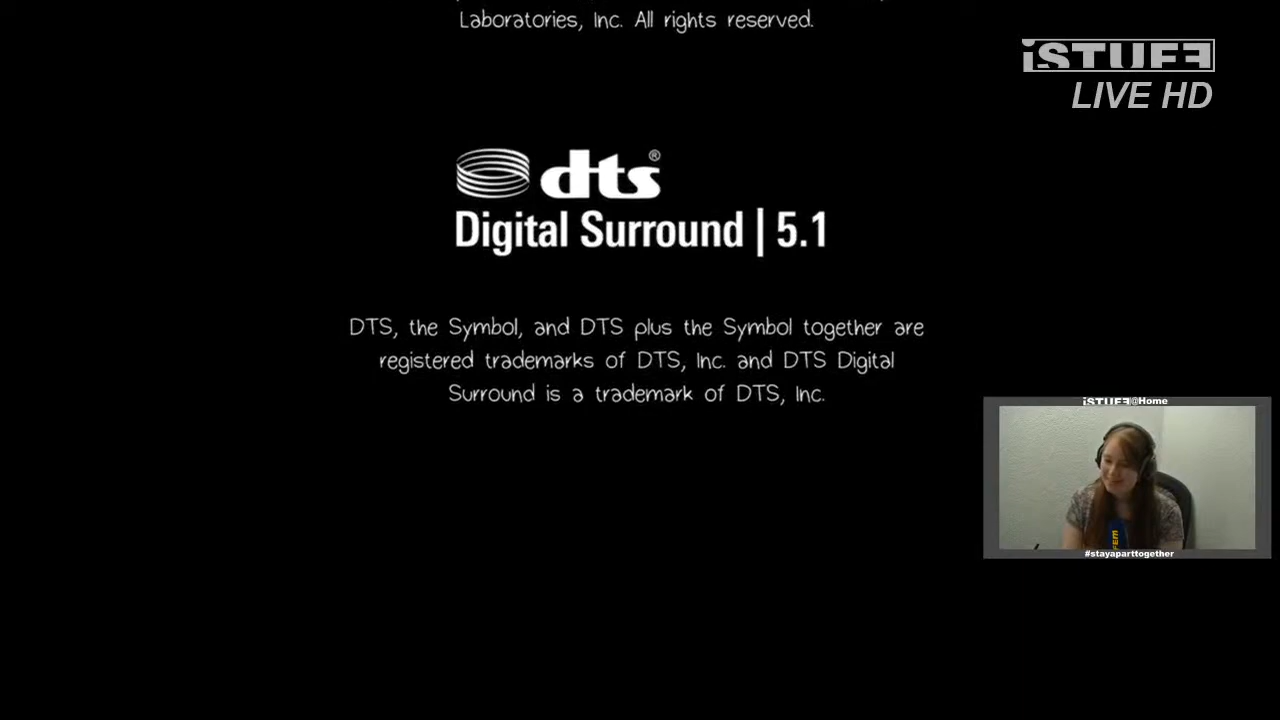 Laboratories, Inc. All rights reserved.
iSTUFF
LIVE HD
dts®
Digital Surround | 5.1
DTS, the Symbol, and DTS plus the Symbol together are
registered trademarks of DTS, Inc. and DTS Digital
Surround is a trademark of DTS, Inc.
iSTUFF@Home
FEM
#stayaparttogether